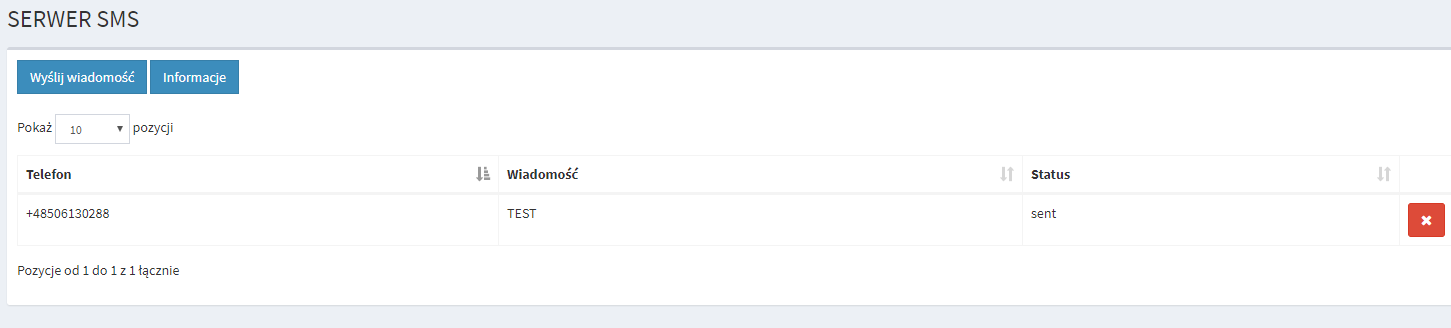 SERWER SMS
Wyślij wiadomość Informacje
Pokaż 10 pozycji
Telefon Wiadomość Status
+48506130288 TEST sent
Pozycje od 1 do 1 z 1 łącznie